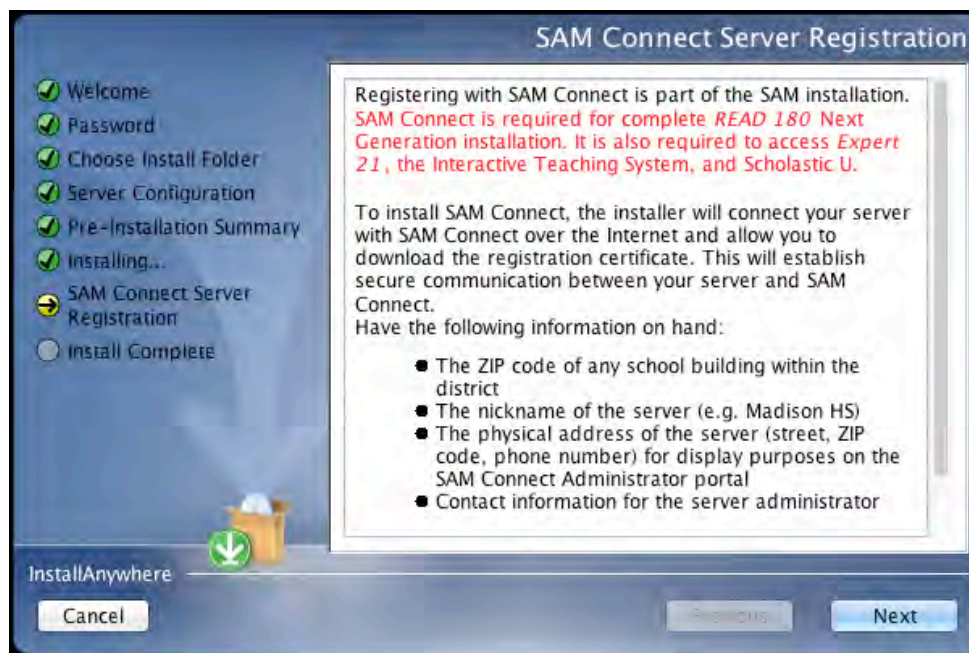 SAM Connect Server Registration
Welcome
Password
Choose Install Folder
Server Configuration
Pre-Installation Summary
Installing...
SAM Connect Server
Registration
Install Complete
Registering with SAM Connect is part of the SAM installation.
SAM Connect is required for complete READ 180 Next
Generation installation. It is also required to access Expert
21, the Interactive Teaching System, and Scholastic U.
To install SAM Connect, the installer will connect your server
with SAM Connect over the Internet and allow you to
download the registration certificate. This will establish
secure communication between your server and SAM
Connect.
Have the following information on hand:
● The ZIP code of any school building within the
district
● The nickname of the server (e.g. Madison HS)
● The physical address of the server (street, ZIP
code, phone number) for display purposes on the
SAM Connect Administrator portal
● Contact information for the server administrator
InstallAnywhere
Cancel
Previous
Next